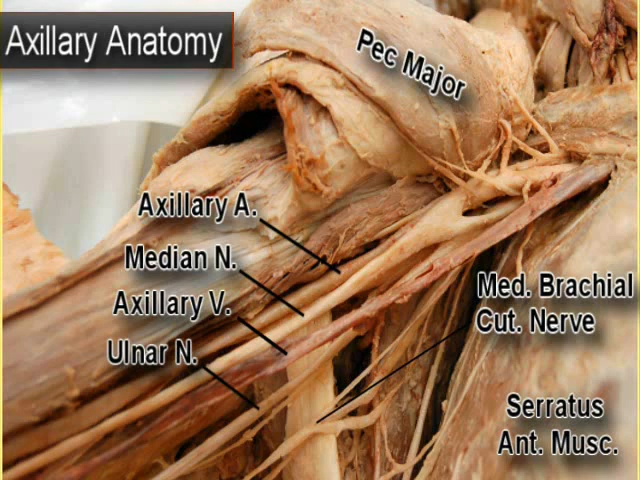 Axillary Anatomy
Pec Major
Axillary A.
Median N.
Axillary V.
Ulnar N.
Med. Brachial
Cut. Nerve
Serratus
Ant. Musc.